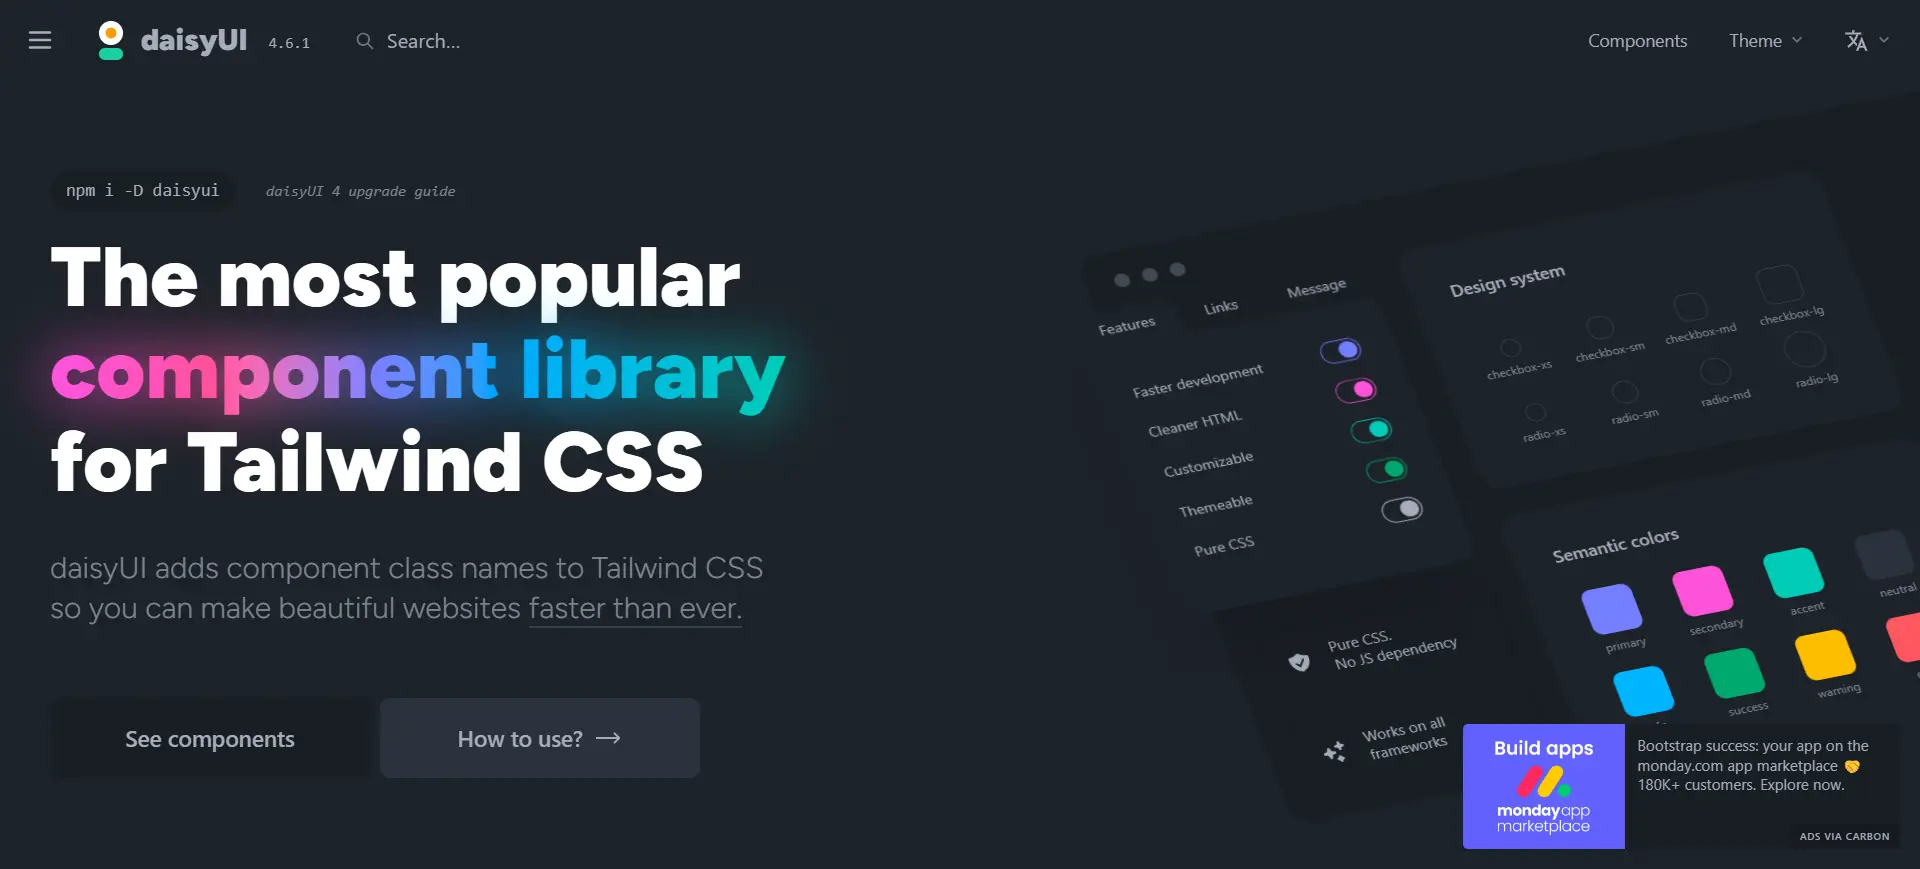 daisyUI 4.6.1
Search...
Components
Theme
npm i -D daisyui
daisyUI 4 upgrade guide
The most popular
component library
for Tailwind CSS
daisyUI adds component class names to Tailwind CSS
so you can make beautiful websites faster than ever.
See components
How to use?
Features
Links
Message
Faster development
Cleaner HTML
Customizable
Themeable
Pure CSS
Design system
checkbox-xs
checkbox-sm
checkbox-md
checkbox-lg
radio-xs
radio-sm
radio-md
radio-lg
Semantic colors
primary
secondary
accent
neutral
success
warning
Pure CSS.
No JS dependency
Works on all
frameworks
Build apps
monday app
marketplace
Bootstrap success: your app on the
monday.com app marketplace 🤝
180K+ customers. Explore now.
ADS VIA CARBON